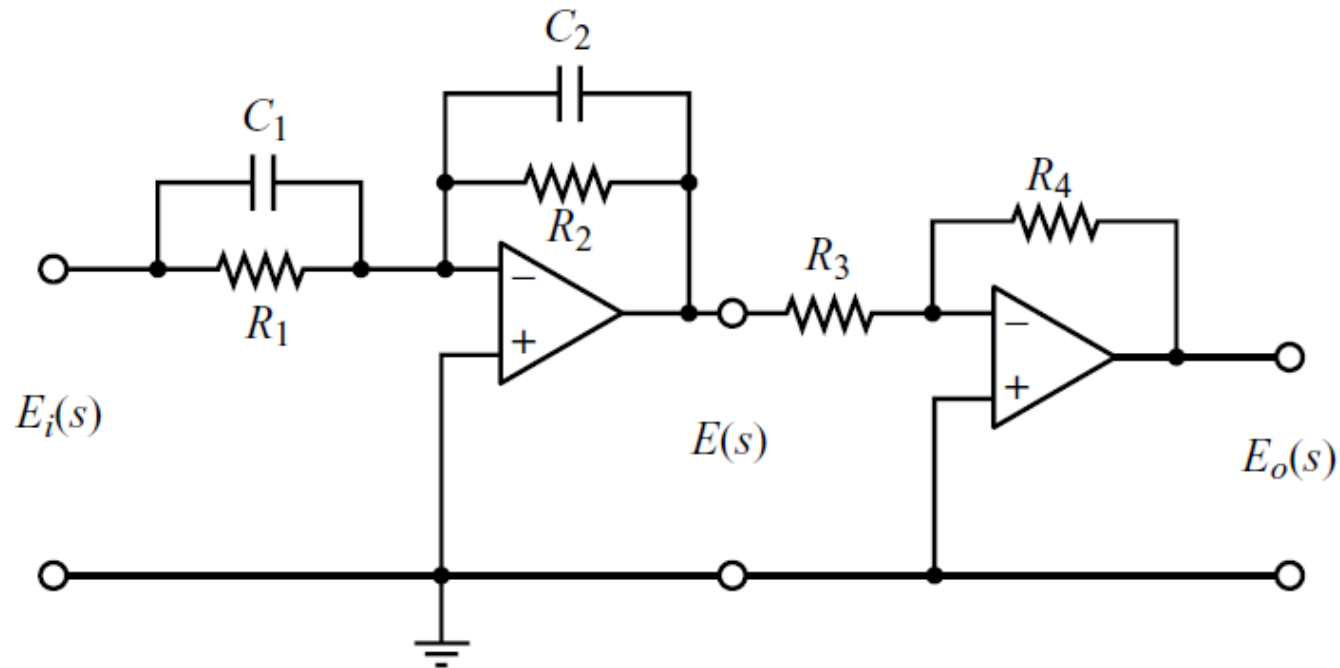 C₂
C₁
R₂
R₁
−
+
R₃
R₄
−
+
Eᵢ(s)
E(s)
Eₒ(s)